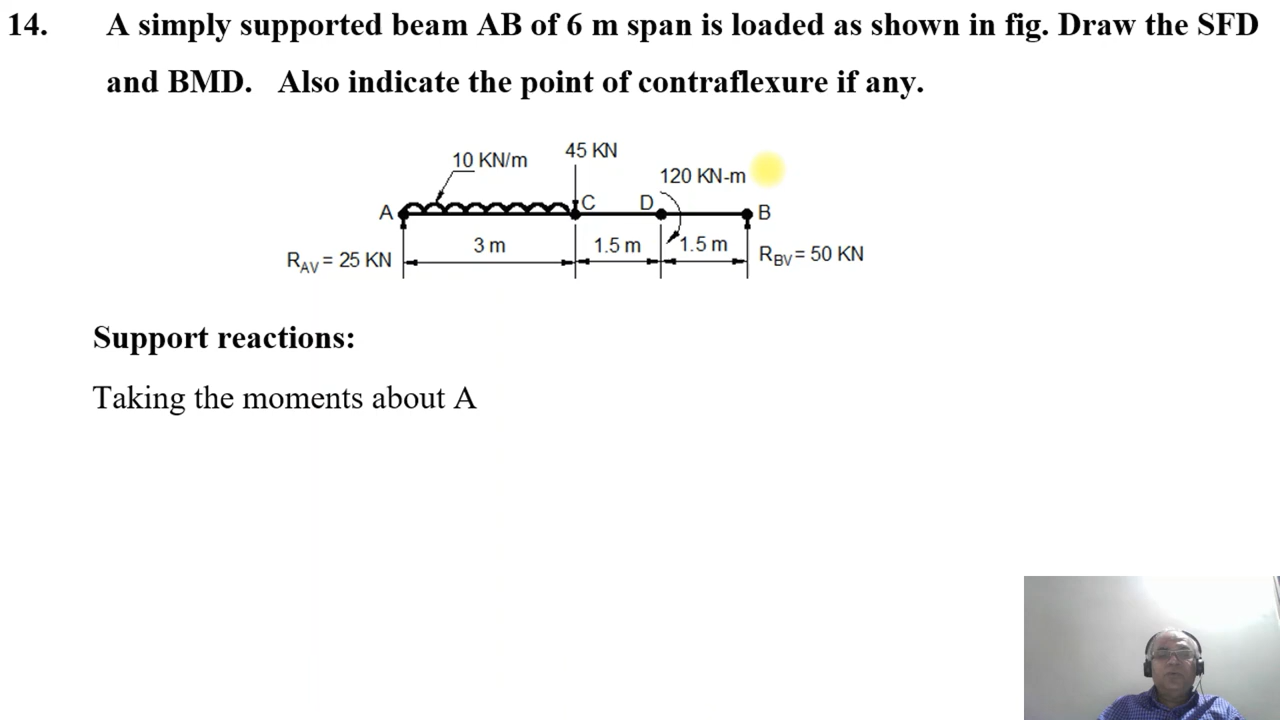 14. A simply supported beam AB of 6 m span is loaded as shown in fig. Draw the SFD
and BMD. Also indicate the point of contraflexure if any.
45 KN
10 KN/m
120 KN-m
A
C
D
B
3 m
1.5 m
1.5 m
RAV = 25 KN
RBV = 50 KN
Support reactions:
Taking the moments about A